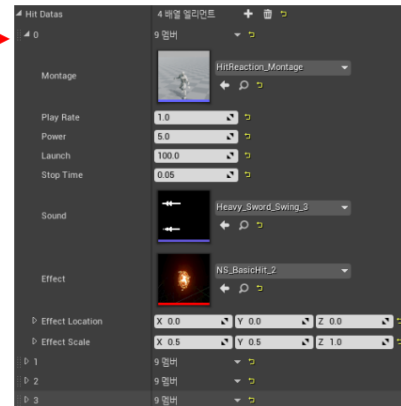 Hit Datas 4 배열 엘리먼트
0 9 멤버
Montage HitReaction_Montage
Play Rate 1.0
Power 5.0
Launch 100.0
Stop Time 0.05
Sound Heavy_Sword_Swing_3
Effect NS_BasicHit_2
Effect Location X 0.0 Y 0.0 Z 0.0
Effect Scale X 0.5 Y 0.5 Z 1.0
1 9 멤버
2 9 멤버
3 9 멤버